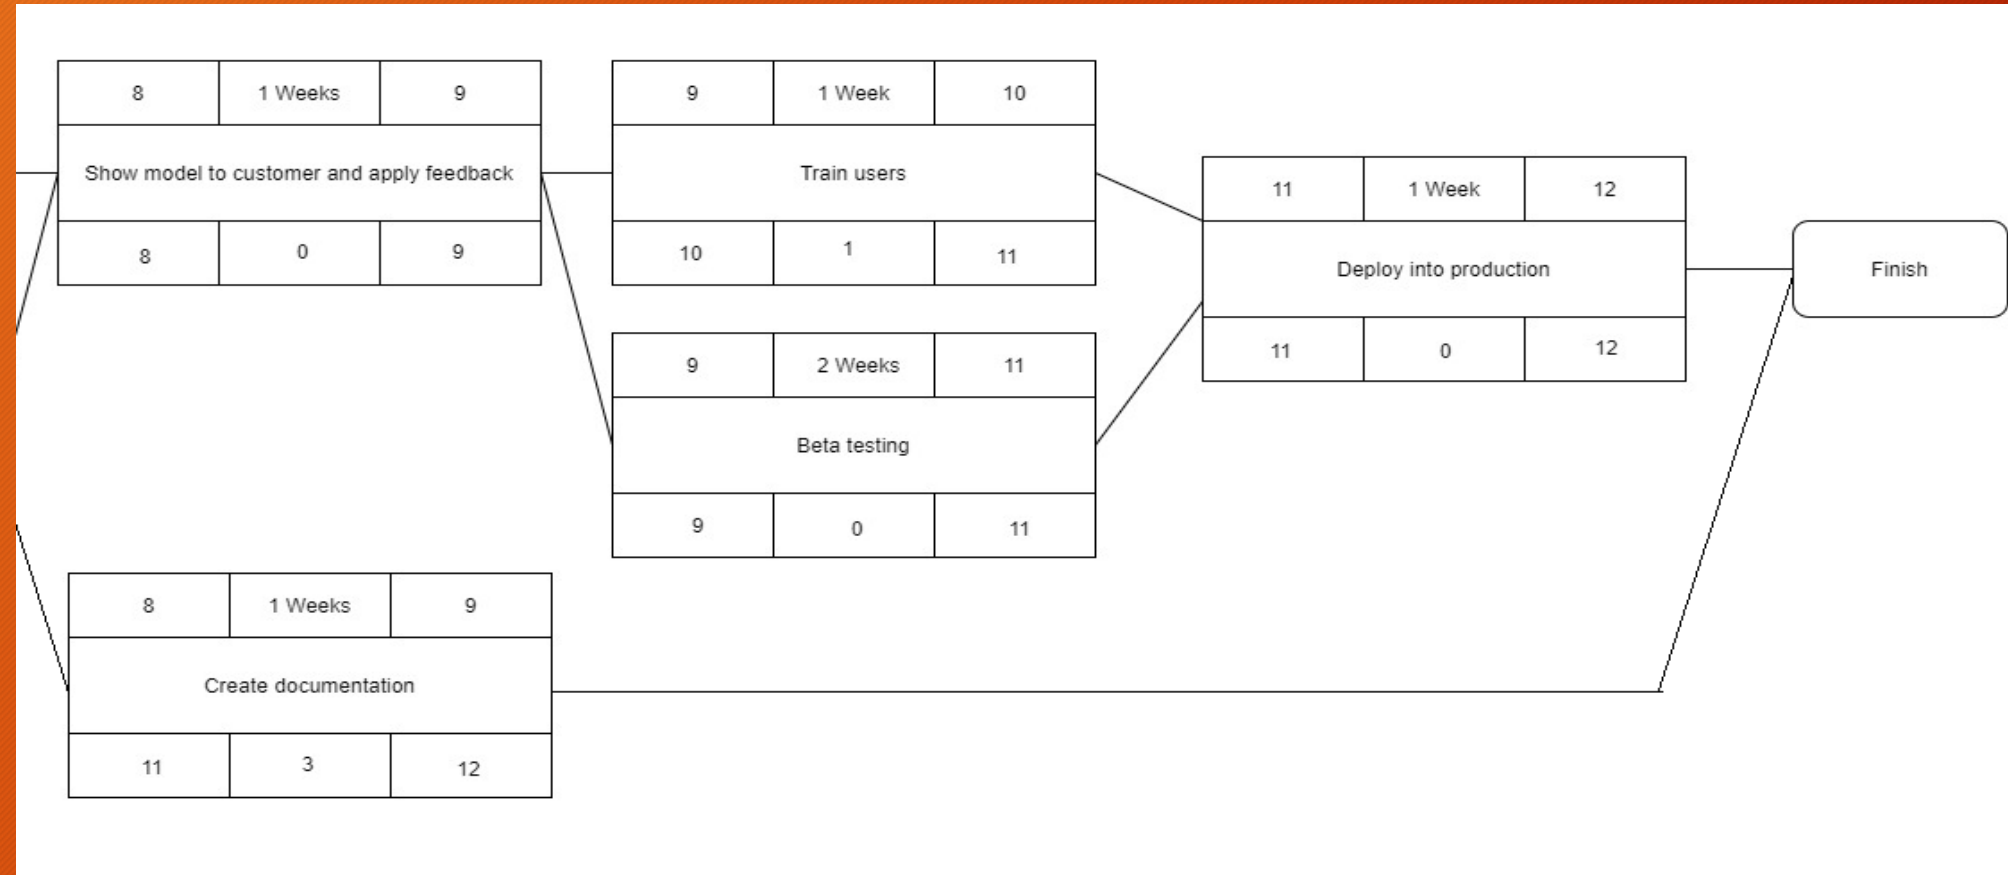 8 1 Weeks 9
Show model to customer and apply feedback
8 0 9
9 1 Week 10
Train users
10 1 11
9 2 Weeks 11
Beta testing
9 0 11
11 1 Week 12
Deploy into production
11 0 12
Finish
8 1 Weeks 9
Create documentation
11 3 12